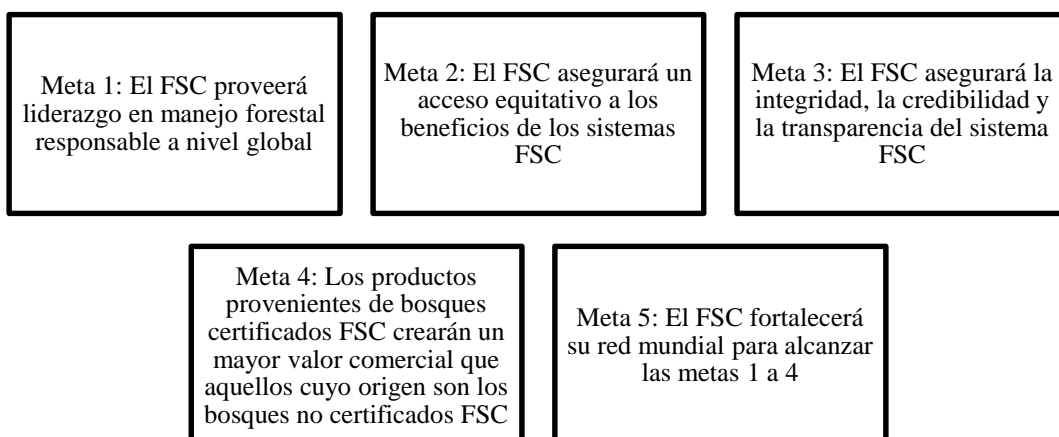 Meta 1: El FSC proveerá
liderazgo en manejo forestal
responsable a nivel global
Meta 2: El FSC asegurará un
acceso equitativo a los
beneficios de los sistemas
FSC
Meta 3: El FSC asegurará la
integridad, la credibilidad y
la transparencia del sistema
FSC
Meta 4: Los productos
provenientes de bosques
certificados FSC crearán un
mayor valor comercial que
aquellos cuyo origen son los
bosques no certificados FSC
Meta 5: El FSC fortalecerá
su red mundial para alcanzar
las metas 1 a 4